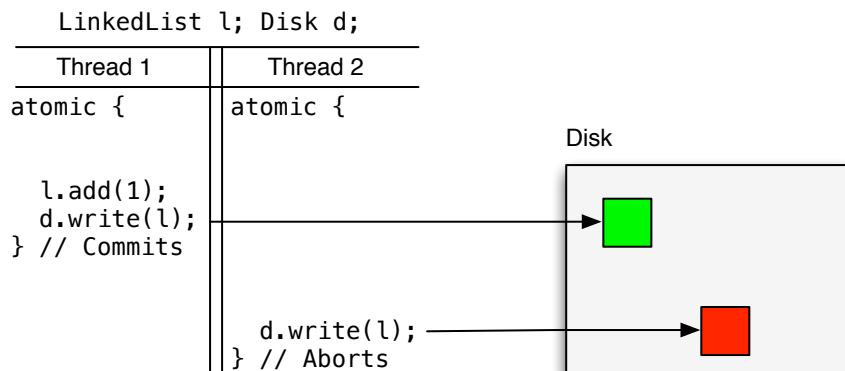 LinkedList l; Disk d;
Thread 1
Thread 2
atomic {
atomic {
Disk
l.add(1);
d.write(l);
} // Commits
d.write(l);
} // Aborts